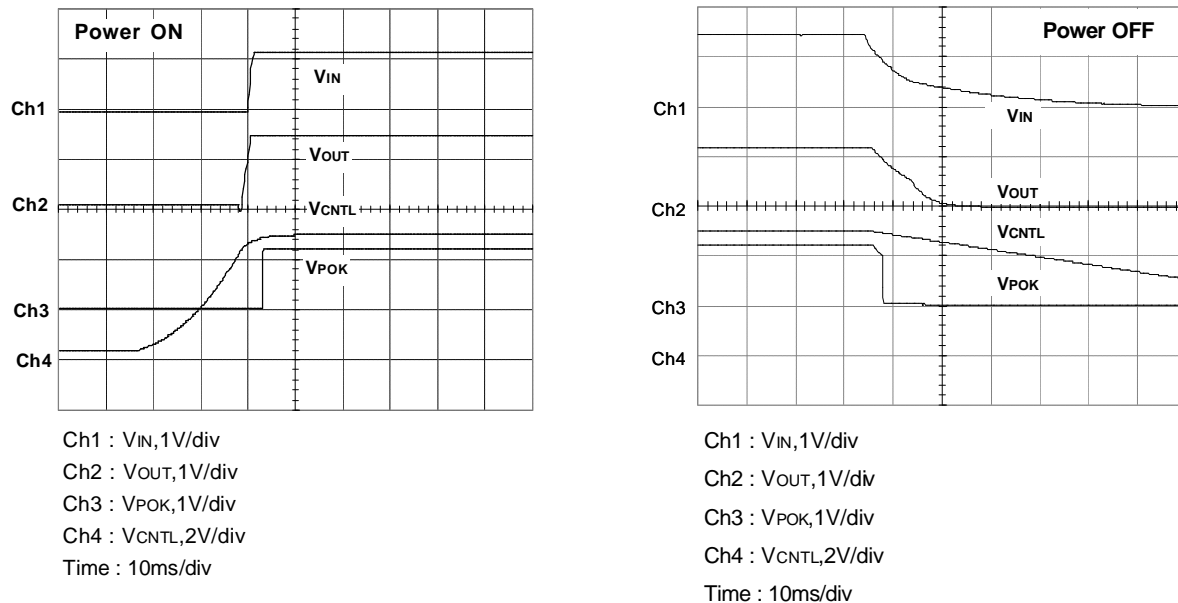 Power ON
VIN
Ch1
VOUT
Ch2
VCNTL
VPOK
Ch3
Ch4
Ch1 : VIN,1V/div
Ch2 : VOUT,1V/div
Ch3 : VPOK,1V/div
Ch4 : VCNTL,2V/div
Time : 10ms/div
Power OFF
Ch1
VIN
VOUT
Ch2
VCNTL
VPOK
Ch3
Ch4
Ch1 : VIN,1V/div
Ch2 : VOUT,1V/div
Ch3 : VPOK,1V/div
Ch4 : VCNTL,2V/div
Time : 10ms/div